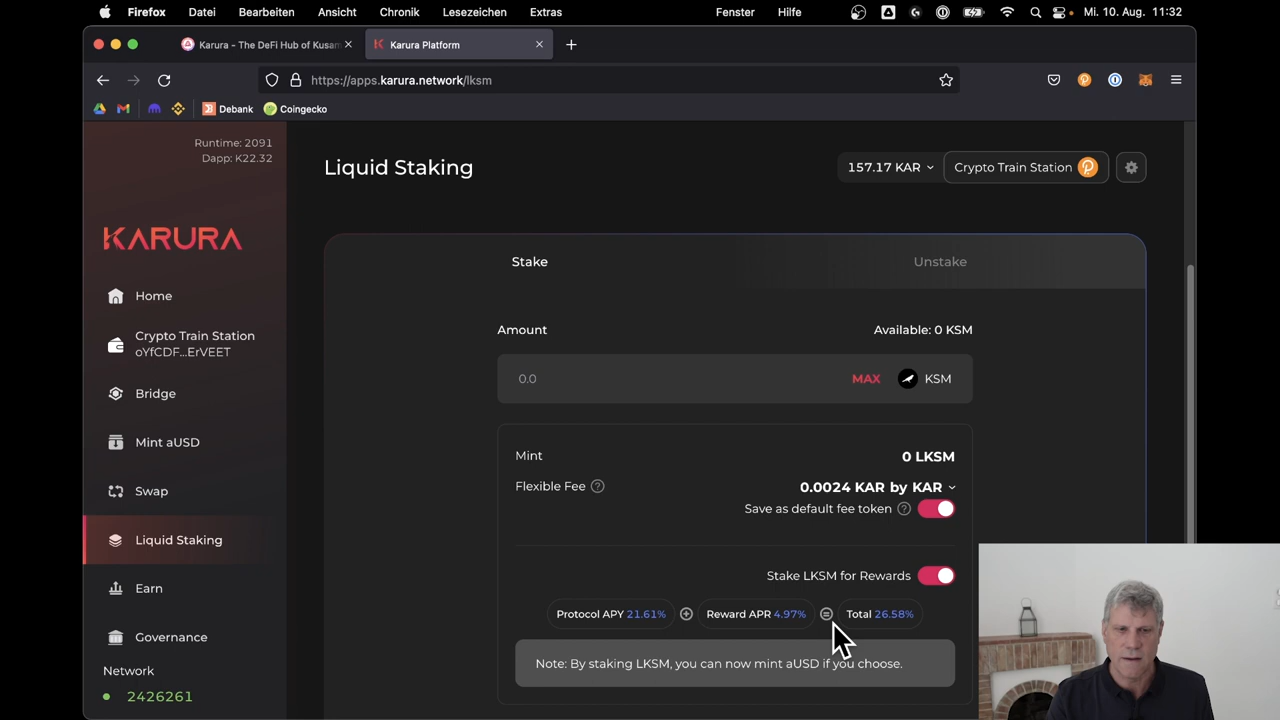 Firefox Datei Bearbeiten Ansicht Chronik Lesezeichen Extras Fenster Hilfe Mi. 10. Aug. 11:32
Karura - The DeFi Hub of Kusam Karura Platform
https://apps.karura.network/lksm
Debank Coingecko
Runtime: 2091
Dapp: K22.32
KARURA
Home
Crypto Train Station
oYfCDF...ErVEET
Bridge
Mint aUSD
Swap
Liquid Staking
Earn
Governance
Network
2426261
Liquid Staking
157.17 KAR
Crypto Train Station
Stake Unstake
Amount Available: 0 KSM
0.0 MAX KSM
Mint 0 LKSM
Flexible Fee 0.0024 KAR by KAR
Save as default fee token
Stake LKSM for Rewards
Protocol APY 21.61% Reward APR 4.97% Total 26.58%
Note: By staking LKSM, you can now mint aUSD if you choose.